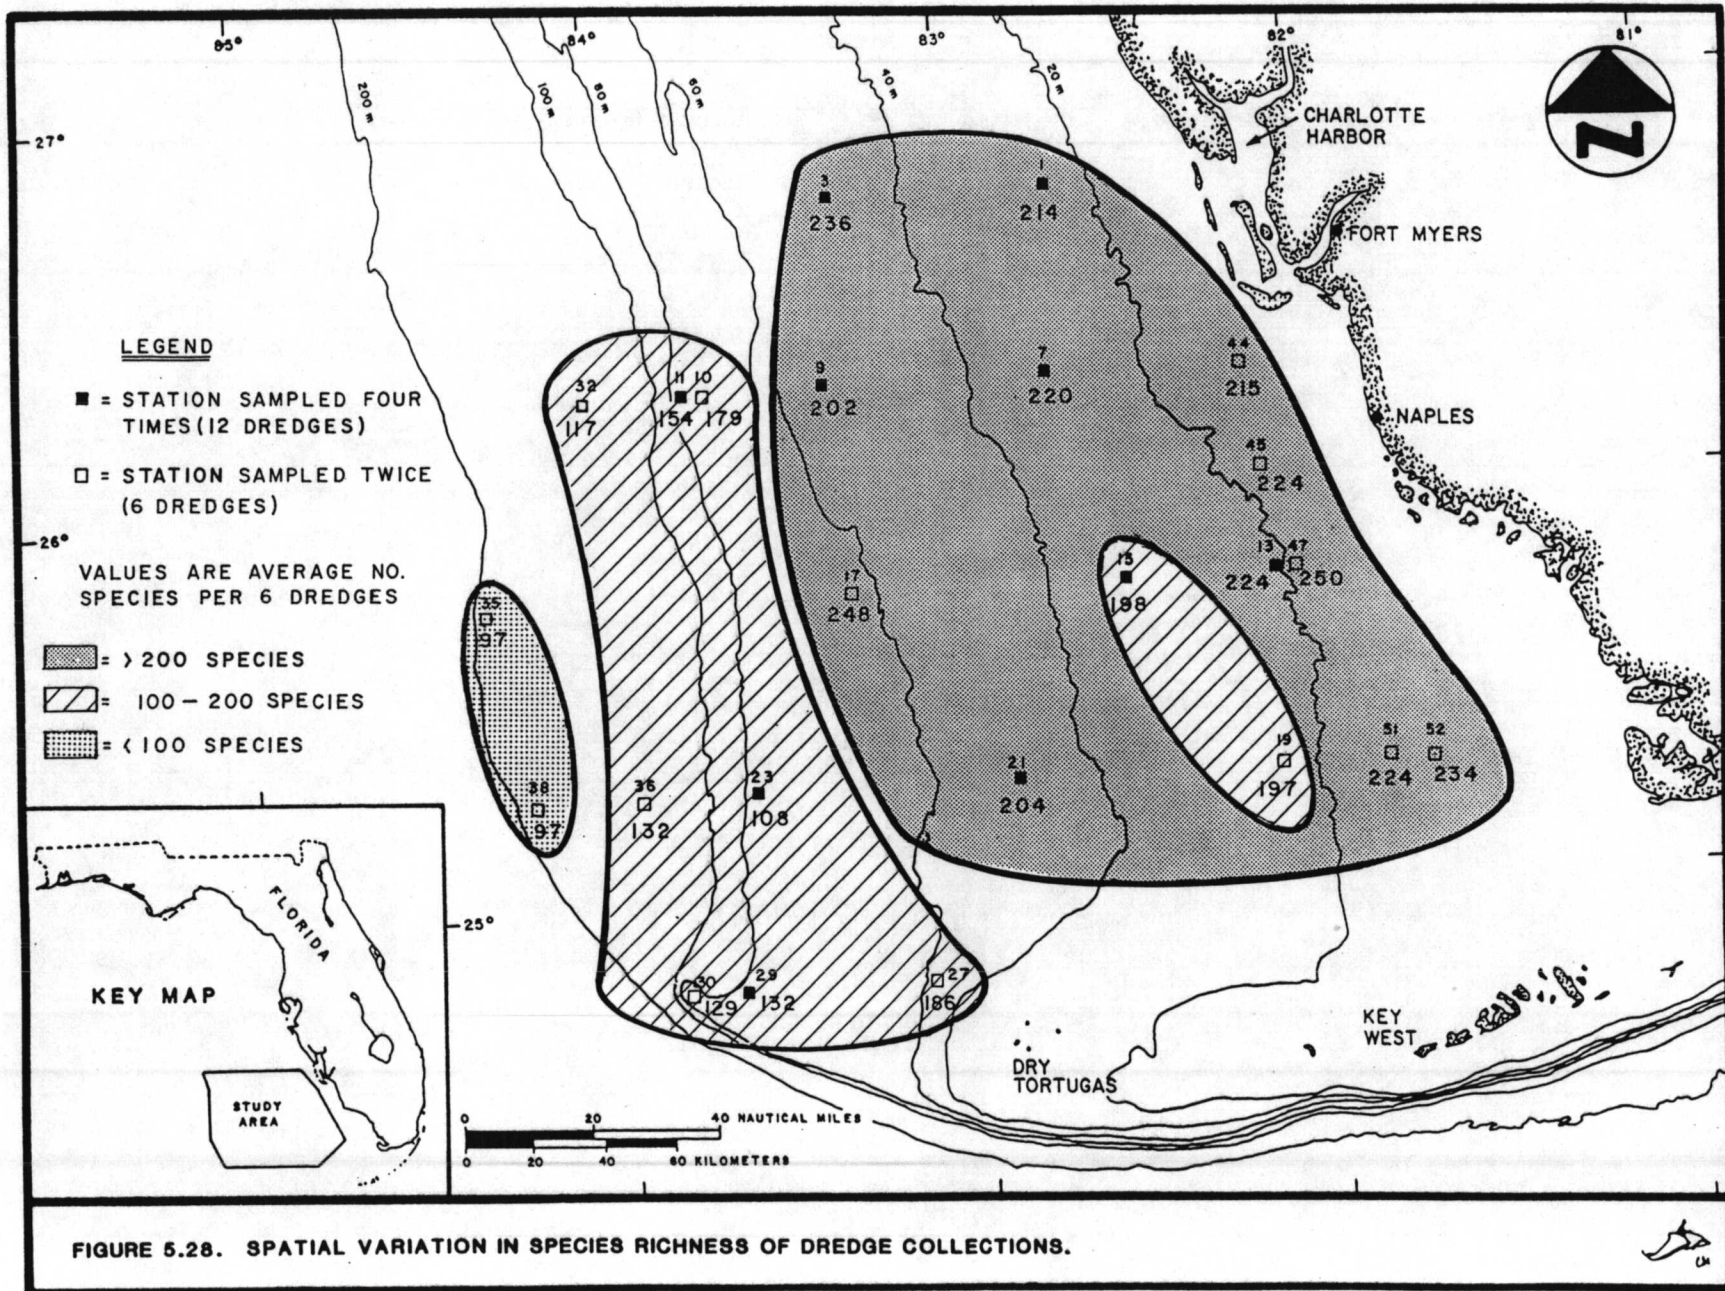 85°
84°
83°
82°
81°
200 m
100 m
80 m
60 m
40 m
20 m
27°
CHARLOTTE
HARBOR
N
3
236
1
214
FORT MYERS
LEGEND
■ = STATION SAMPLED FOUR
TIMES (12 DREDGES)
□ = STATION SAMPLED TWICE
(6 DREDGES)
32
117
11
154
10
179
9
202
7
220
44
215
NAPLES
45
224
26°
VALUES ARE AVERAGE NO.
SPECIES PER 6 DREDGES
= > 200 SPECIES
= 100 – 200 SPECIES
= < 100 SPECIES
35
97
17
248
15
198
13
224
47
250
38
97
36
132
23
108
21
204
19
197
51
224
52
234
25°
FLORIDA
KEY MAP
STUDY
AREA
30
129
29
132
27
186
DRY
TORTUGAS
KEY
WEST
0 20 40 NAUTICAL MILES
0 20 40 60 KILOMETERS
FIGURE 5.28. SPATIAL VARIATION IN SPECIES RICHNESS OF DREDGE COLLECTIONS.